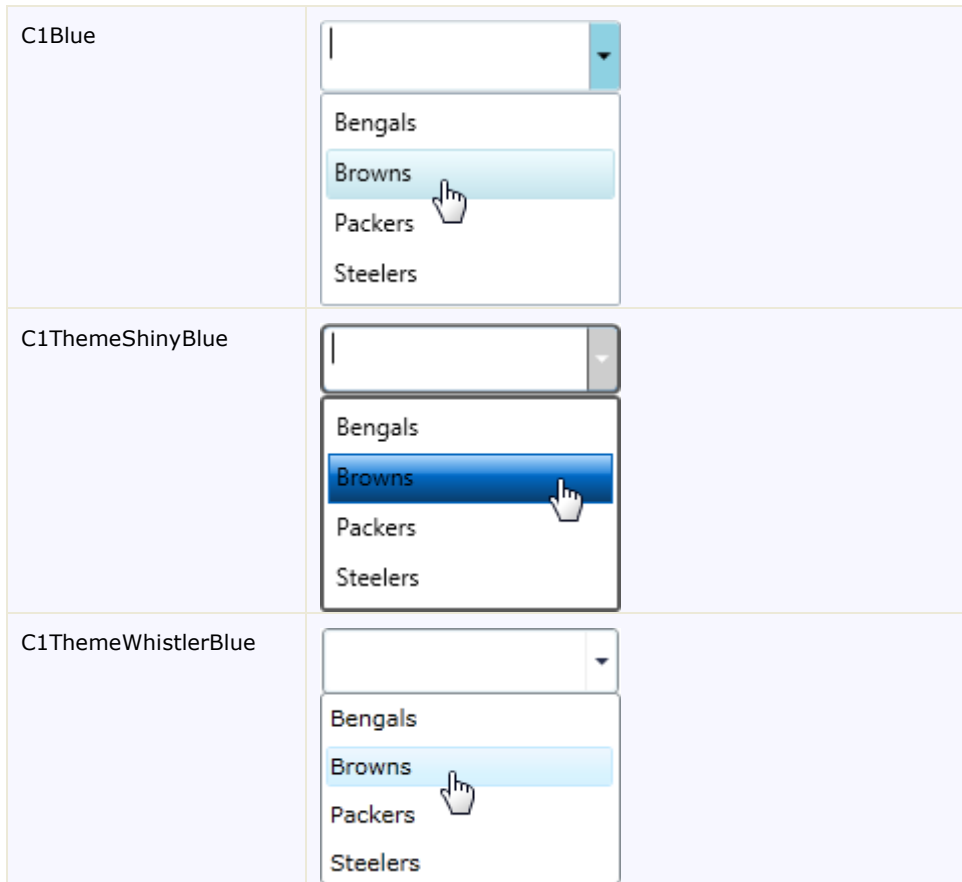 C1Blue
Bengals
Browns
Packers
Steelers
C1ThemeShinyBlue
Bengals
Browns
Packers
Steelers
C1ThemeWhistlerBlue
Bengals
Browns
Packers
Steelers